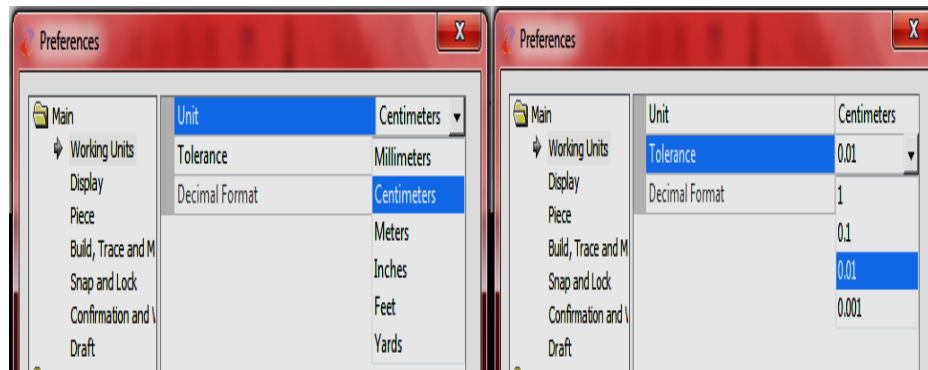 Preferences
X
Main
Working Units
Display
Piece
Build, Trace and M
Snap and Lock
Confirmation and V
Draft
Unit
Centimeters
Tolerance
Decimal Format
Millimeters
Centimeters
Meters
Inches
Feet
Yards
Preferences
X
Main
Working Units
Display
Piece
Build, Trace and M
Snap and Lock
Confirmation and
Draft
Unit
Centimeters
Tolerance
0.01
Decimal Format
1
0.1
0.01
0.001